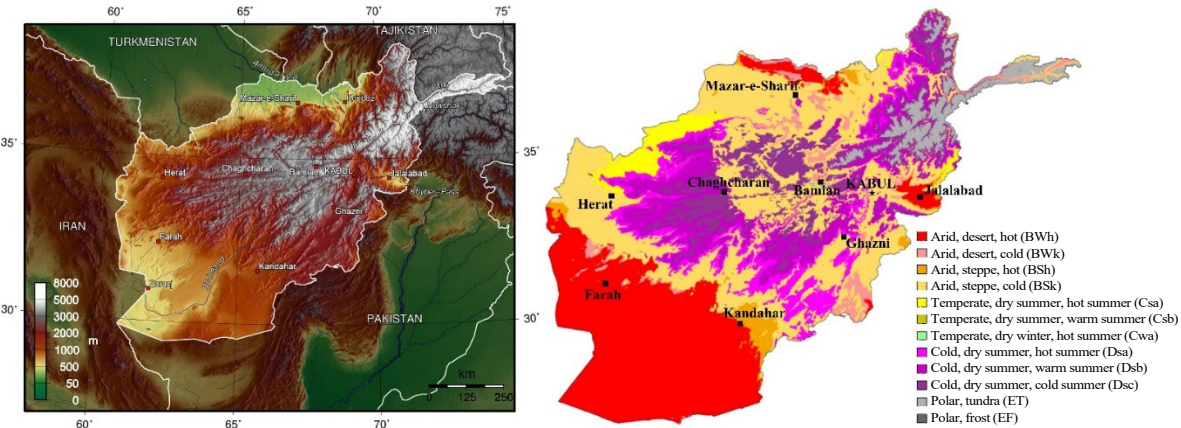 60° 65° 70° 75°
TURKMENISTAN
TAJIKISTAN
Mazar-e-Sharif
35°
Herat
Chaghcharan
Bamian
KABUL
Jalalabad
Khyber-Pass
Ghazni
IRAN
Farah
Kandahar
Zaranj
30°
PAKISTAN
8000
5000
3000
2000
1000
600
50
0
m
km
0 125 250
60° 65° 70°
35°
30°
Mazar-e-Sharif
Chaghcharan
Bamian
KABUL
Jalalabad
Herat
Ghazni
Farah
Kandahar
Arid, desert, hot (BWh)
Arid, desert, cold (BWk)
Arid, steppe, hot (BSh)
Arid, steppe, cold (BSk)
Temperate, dry summer, hot summer (Csa)
Temperate, dry summer, warm summer (Csb)
Temperate, dry winter, hot summer (Cwa)
Cold, dry summer, hot summer (Dsa)
Cold, dry summer, warm summer (Dsb)
Cold, dry summer, cold summer (Dsc)
Polar, tundra (ET)
Polar, frost (EF)